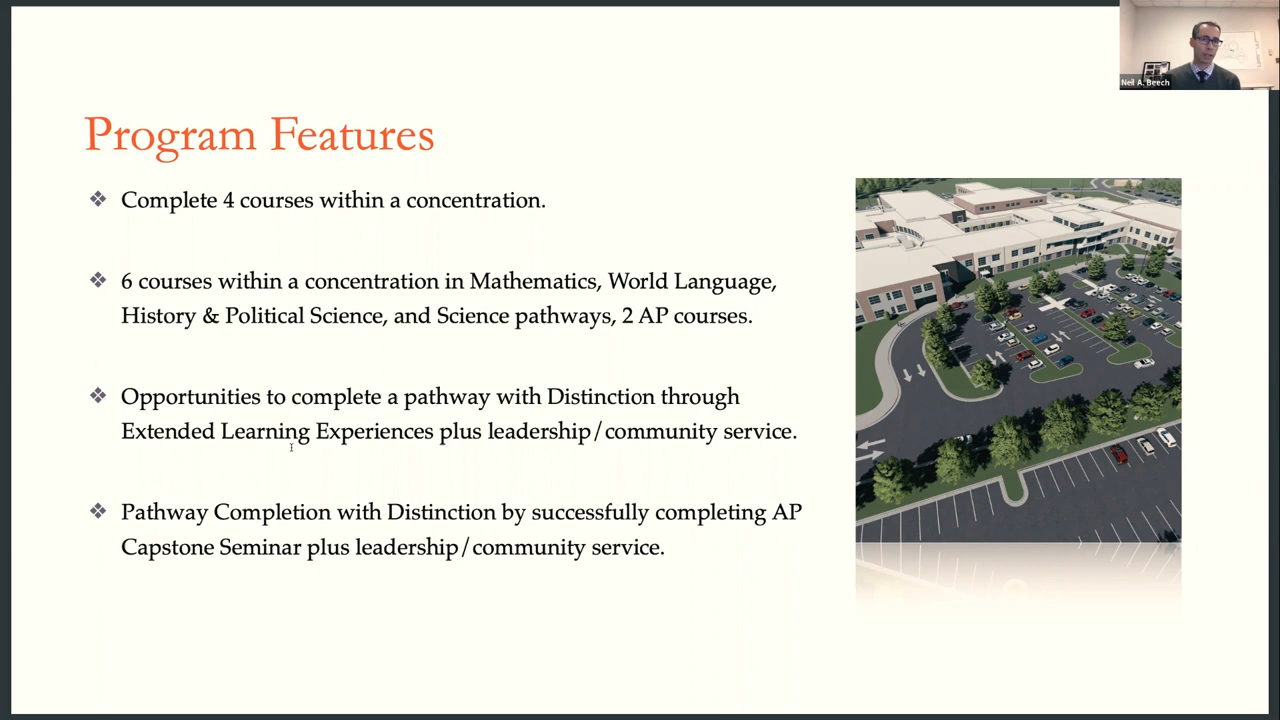 Neil A. Beech
Program Features
❖ Complete 4 courses within a concentration.
❖ 6 courses within a concentration in Mathematics, World Language,
History & Political Science, and Science pathways, 2 AP courses.
❖ Opportunities to complete a pathway with Distinction through
Extended Learning Experiences plus leadership/community service.
❖ Pathway Completion with Distinction by successfully completing AP
Capstone Seminar plus leadership/community service.